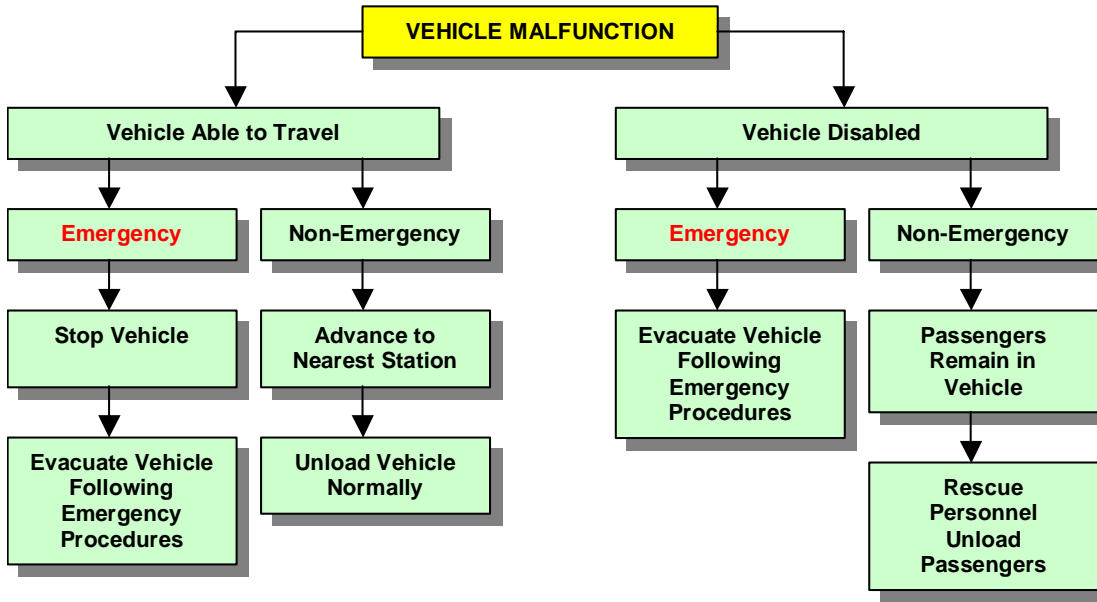 VEHICLE MALFUNCTION
Vehicle Able to Travel
Vehicle Disabled
Emergency
Non-Emergency
Emergency
Non-Emergency
Stop Vehicle
Advance to
Nearest Station
Evacuate Vehicle
Following
Emergency
Procedures
Passengers
Remain in
Vehicle
Evacuate Vehicle
Following
Emergency
Procedures
Unload Vehicle
Normally
Rescue
Personnel
Unload
Passengers